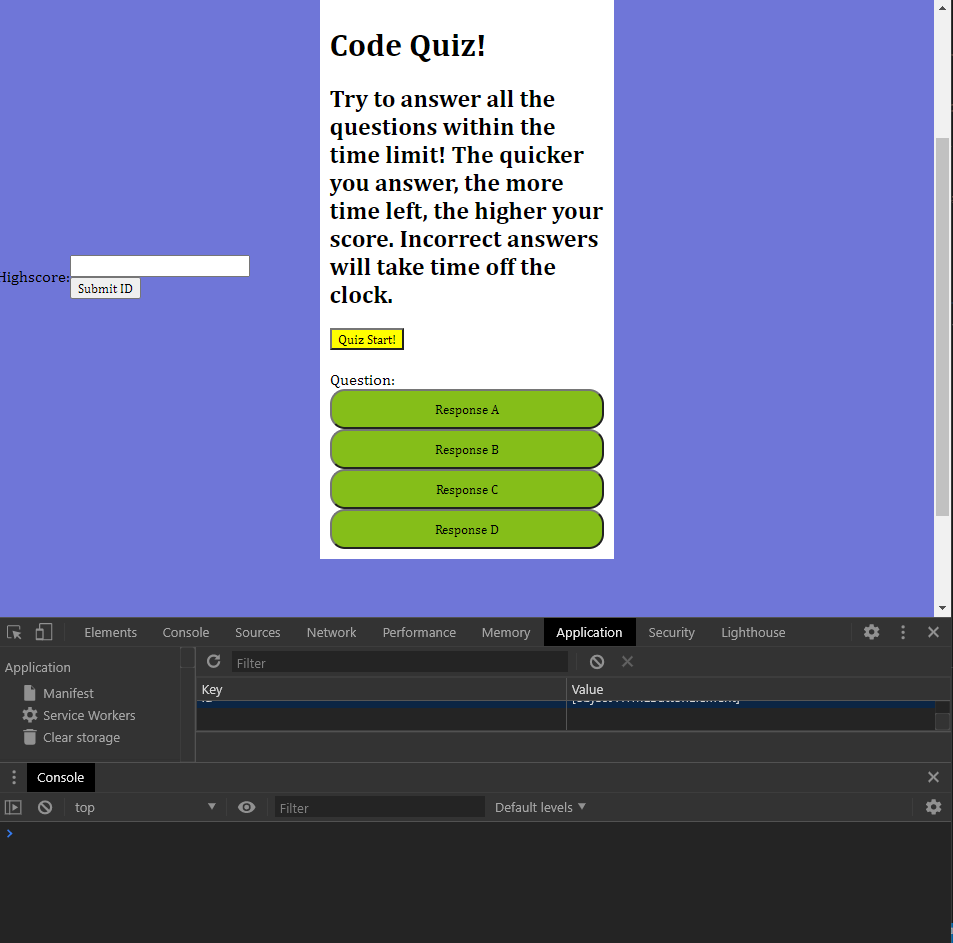 Code Quiz!
Try to answer all the
questions within the
time limit! The quicker
you answer, the more
time left, the higher your
score. Incorrect answers
will take time off the
clock.
Highscore:
Submit ID
Quiz Start!
Question:
Response A
Response B
Response C
Response D
Elements Console Sources Network Performance Memory Application Security Lighthouse
Application
Manifest
Service Workers
Clear storage
Filter
Key Value
Console
top Filter Default levels